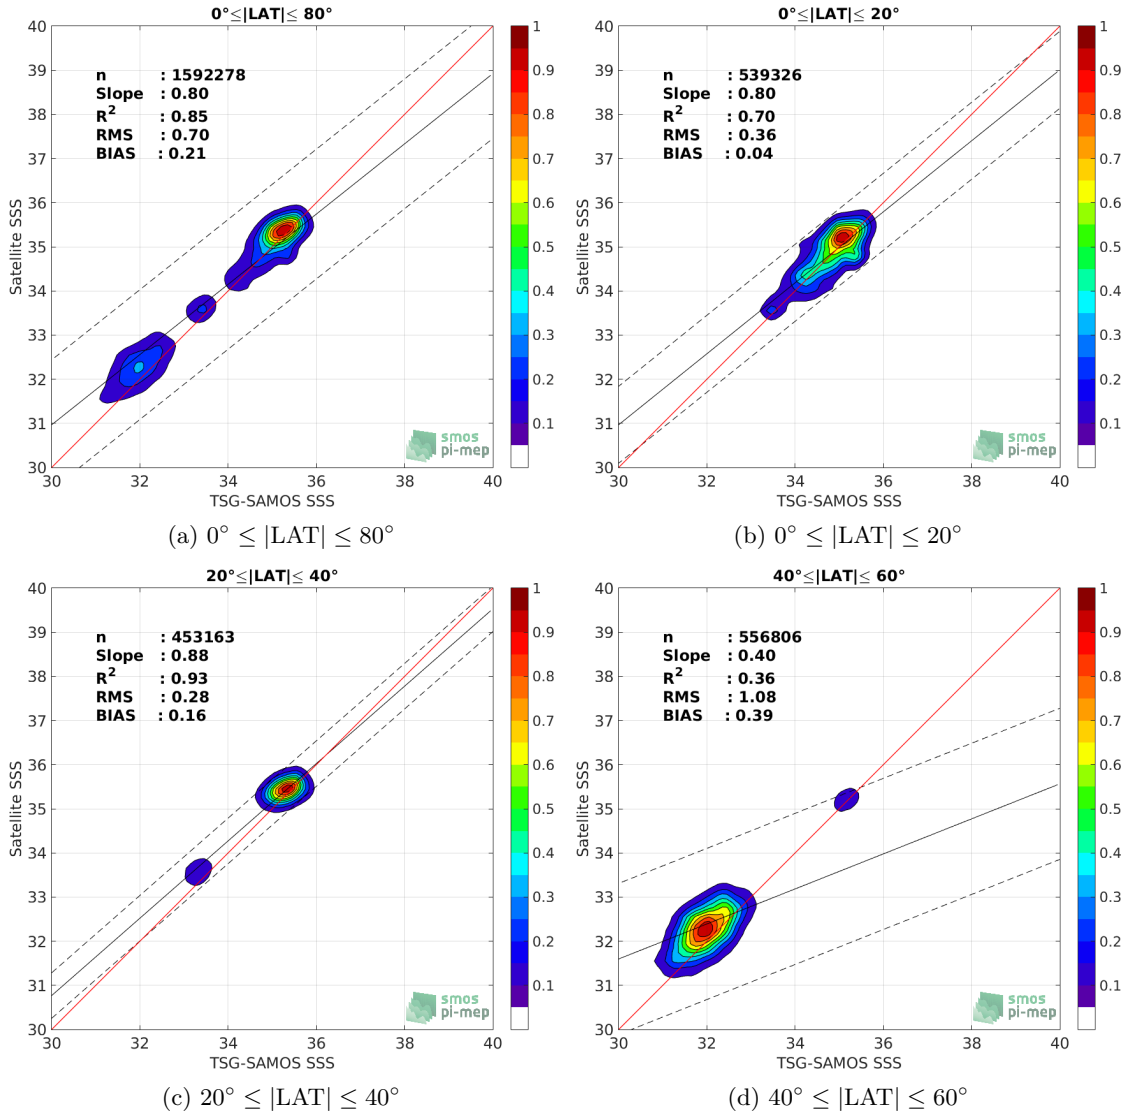 0°≤|LAT|≤ 80°
n : 1592278
Slope : 0.80
R² : 0.85
RMS : 0.70
BIAS : 0.21
Satellite SSS
40
39
38
37
36
35
34
33
32
31
30
30 32 34 36 38 40
TSG-SAMOS SSS
1
0.9
0.8
0.7
0.6
0.5
0.4
0.3
0.2
0.1
smos
pi-mep
(a) 0° ≤ |LAT| ≤ 80°
0°≤|LAT|≤ 20°
n : 539326
Slope : 0.80
R² : 0.70
RMS : 0.36
BIAS : 0.04
Satellite SSS
40
39
38
37
36
35
34
33
32
31
30
30 32 34 36 38 40
TSG-SAMOS SSS
1
0.9
0.8
0.7
0.6
0.5
0.4
0.3
0.2
0.1
smos
pi-mep
(b) 0° ≤ |LAT| ≤ 20°
20°≤|LAT|≤ 40°
n : 453163
Slope : 0.88
R² : 0.93
RMS : 0.28
BIAS : 0.16
Satellite SSS
40
39
38
37
36
35
34
33
32
31
30
30 32 34 36 38 40
TSG-SAMOS SSS
1
0.9
0.8
0.7
0.6
0.5
0.4
0.3
0.2
0.1
smos
pi-mep
(c) 20° ≤ |LAT| ≤ 40°
40°≤|LAT|≤ 60°
n : 556806
Slope : 0.40
R² : 0.36
RMS : 1.08
BIAS : 0.39
Satellite SSS
40
39
38
37
36
35
34
33
32
31
30
30 32 34 36 38 40
TSG-SAMOS SSS
1
0.9
0.8
0.7
0.6
0.5
0.4
0.3
0.2
0.1
smos
pi-mep
(d) 40° ≤ |LAT| ≤ 60°